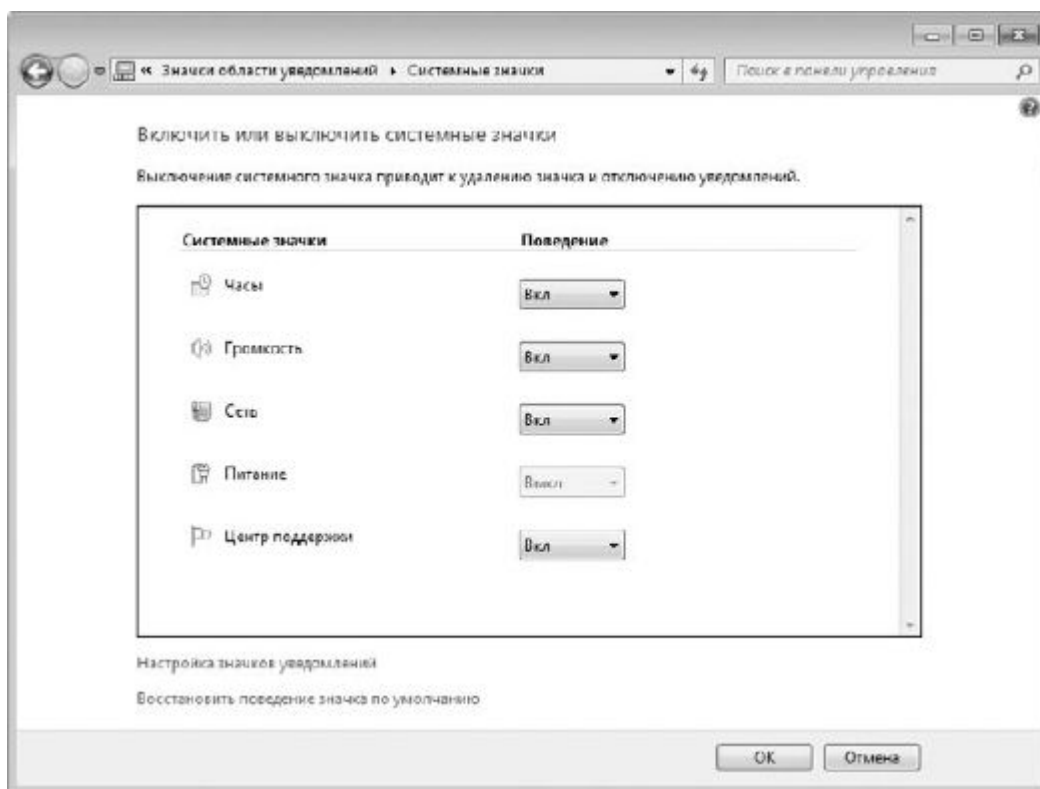 « Значки области уведомлений ▸ Системные значки
Поиск в панели управления
Включить или выключить системные значки
Выключение системного значка приводит к удалению значка и отключению уведомлений.
Системные значки Поведение
Часы Вкл
Громкость Вкл
Сеть Вкл
Питание Выкл
Центр поддержки Вкл
Настройка значков уведомлений
Восстановить поведение значка по умолчанию
OK Отмена